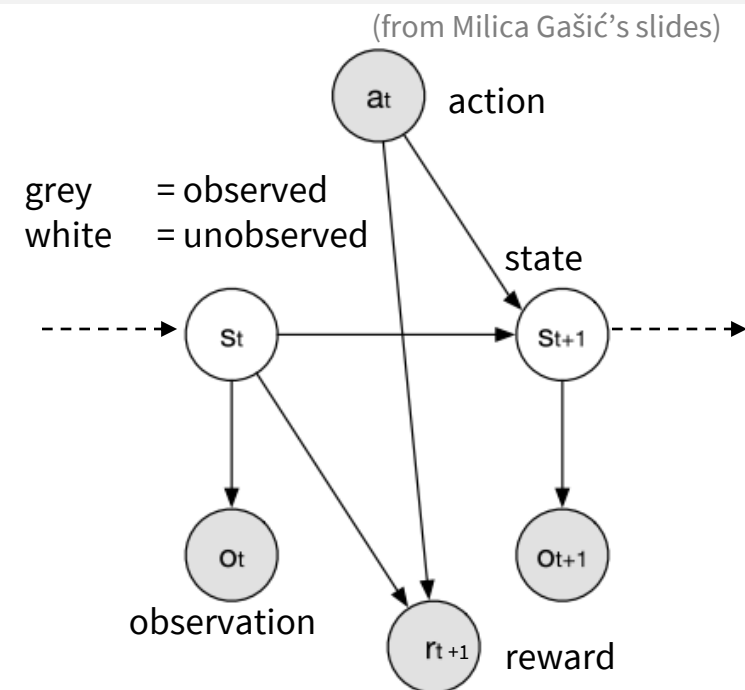 (from Milica Gašić’s slides)
at
action
grey = observed
white = unobserved
state
st
st+1
ot
ot+1
observation
rt +1
reward